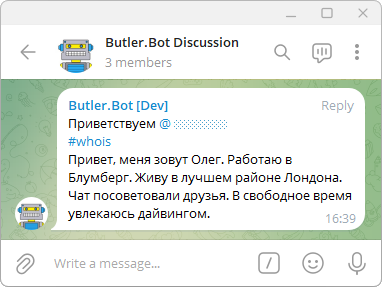 Butler.Bot Discussion
3 members
Butler.Bot [Dev] Reply
Приветствуем @
#whois
Привет, меня зовут Олег. Работаю в
Блумберг. Живу в лучшем районе Лондона.
Чат посоветовали друзья. В свободное время
увлекаюсь дайвингом.
16:39
Write a message...